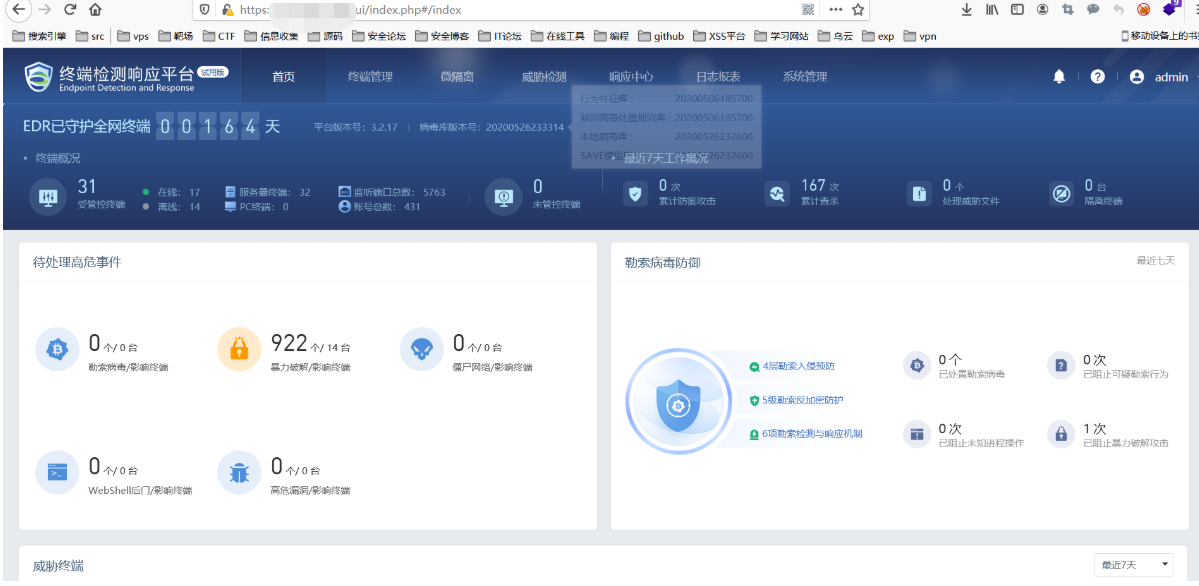 https: ui/index.php#/index
搜索引擎 src vps 靶场 CTF 信息收集 源码 安全论坛 安全博客 IT论坛 在线工具 编程 github XSS平台 学习网站 乌云 exp vpn 移动设备上的书
终端检测响应平台 试用版
Endpoint Detection and Response
首页 终端管理 微隔离 威胁检测 响应中心 日志报表 系统管理 admin
行为特征库： 20200506185700
顽固病毒处置规则库： 20200506185700
本地病毒库： 20200526232600
EDR已守护全网终端 00164 天 平台版本号：3.2.17 病毒库版本号：20200526233314
终端概况
最近7天工作概况
31
受管控终端
在线： 17
离线： 14
服务器终端： 32
PC终端： 0
监听端口总数： 5763
账号总数： 431
0
未管控终端
0 次
累计防御攻击
167 次
累计查杀
0 个
处理威胁文件
0 台
隔离终端
待处理高危事件
0 个/ 0 台
勒索病毒/影响终端
922 个/ 14 台
暴力破解/影响终端
0 个/ 0 台
僵尸网络/影响终端
0 个/ 0 台
WebShell后门/影响终端
0 个/ 0 台
高危漏洞/影响终端
勒索病毒防御 最近七天
4层勒索入侵预防
5级勒索反加密防护
6项勒索检测与响应机制
0 个
已处置勒索病毒
0 次
已阻止可疑勒索行为
0 次
已阻止未知进程操作
1 次
已阻止暴力破解攻击
威胁终端 最近7天